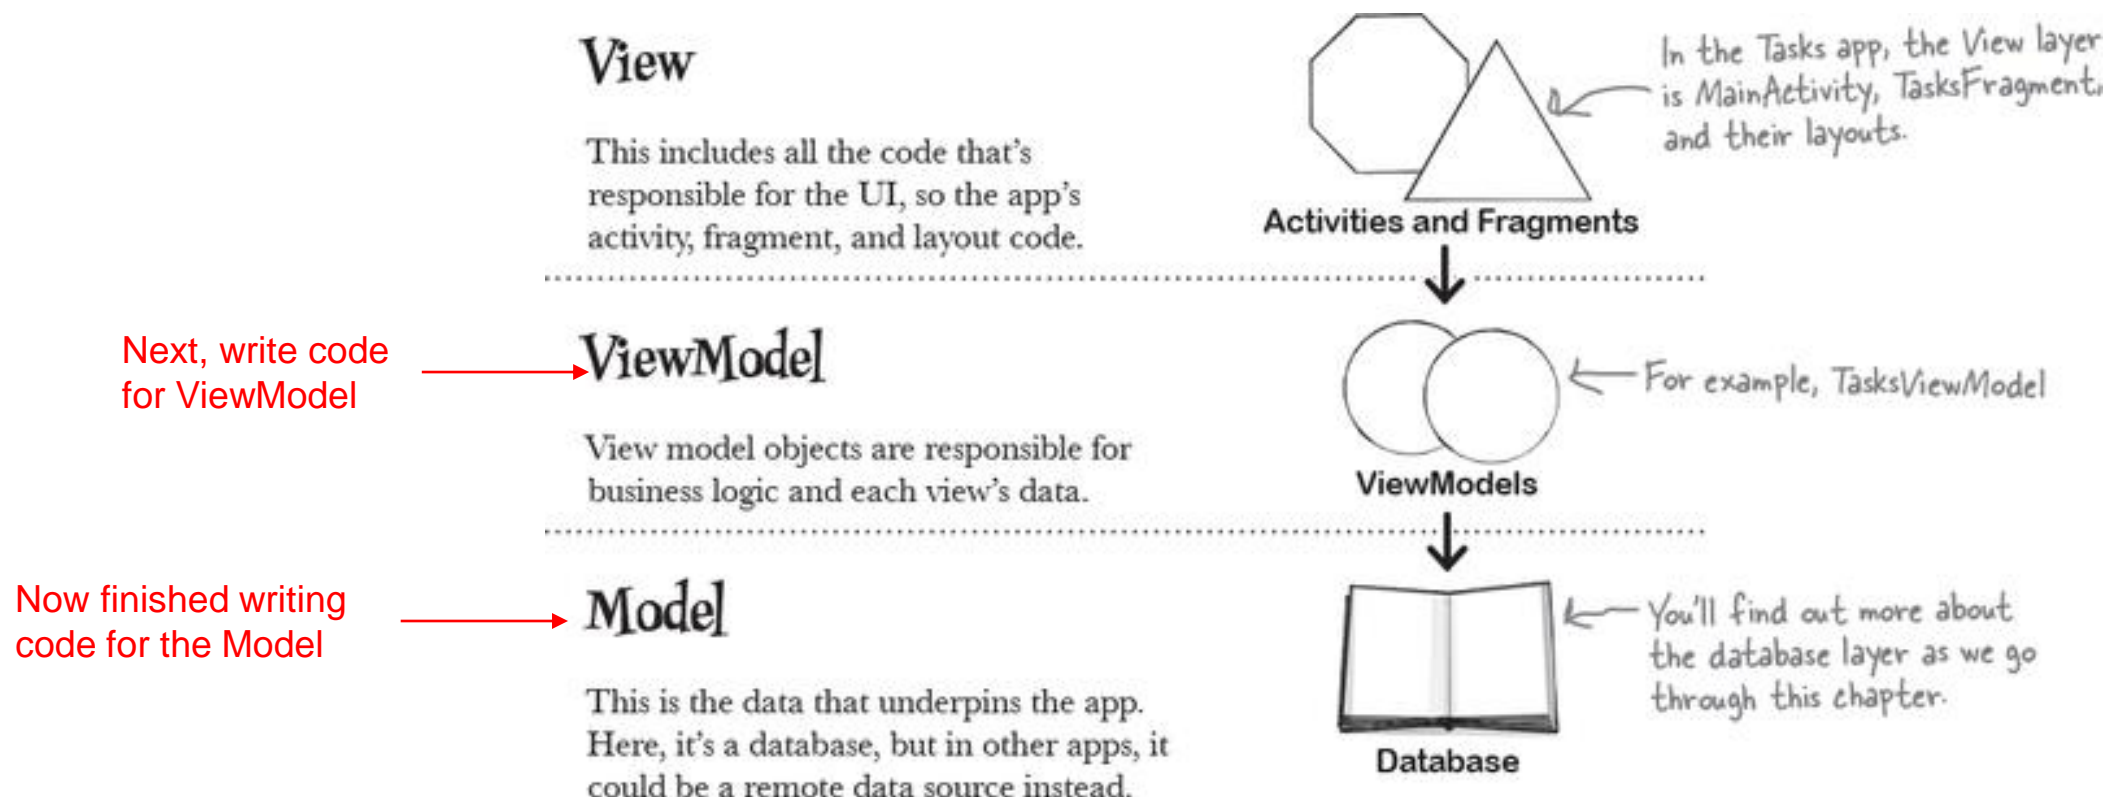 View
This includes all the code that's
responsible for the UI, so the app's
activity, fragment, and layout code.
In the Tasks app, the View layer
is MainActivity, TasksFragment,
and their layouts.
Activities and Fragments
Next, write code
for ViewModel
ViewModel
View model objects are responsible for
business logic and each view's data.
For example, TasksViewModel
ViewModels
Now finished writing
code for the Model
Model
This is the data that underpins the app.
Here, it's a database, but in other apps, it
could be a remote data source instead.
You'll find out more about
the database layer as we go
through this chapter.
Database